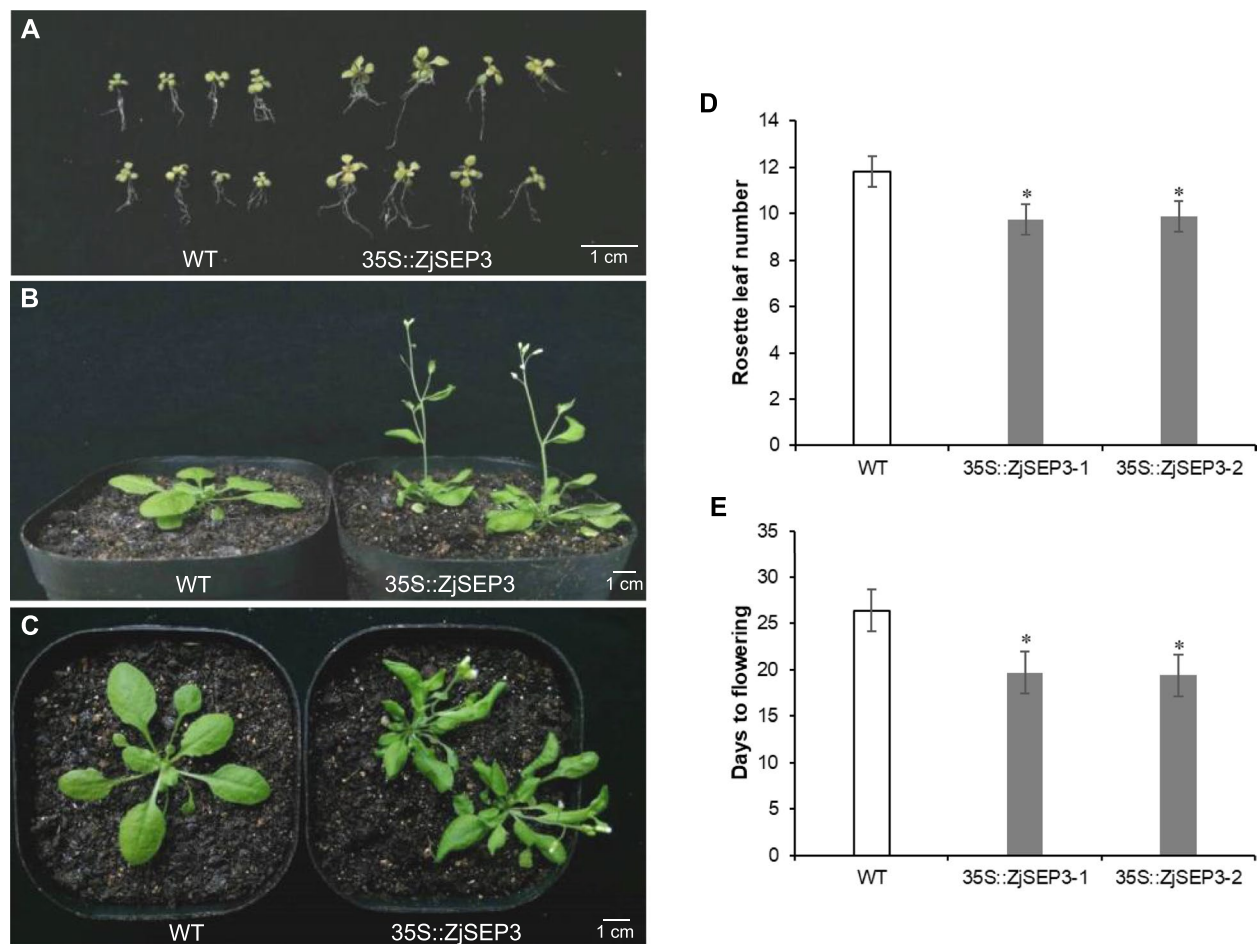 A
WT
35S::ZjSEP3
1 cm
B
WT
35S::ZjSEP3
1 cm
C
WT
35S::ZjSEP3
1 cm
D
Rosette leaf number
14
12
10
8
6
4
2
0
*
*
WT
35S::ZjSEP3-1
35S::ZjSEP3-2
E
Days to flowering
35
30
25
20
15
10
5
0
*
*
WT
35S::ZjSEP3-1
35S::ZjSEP3-2